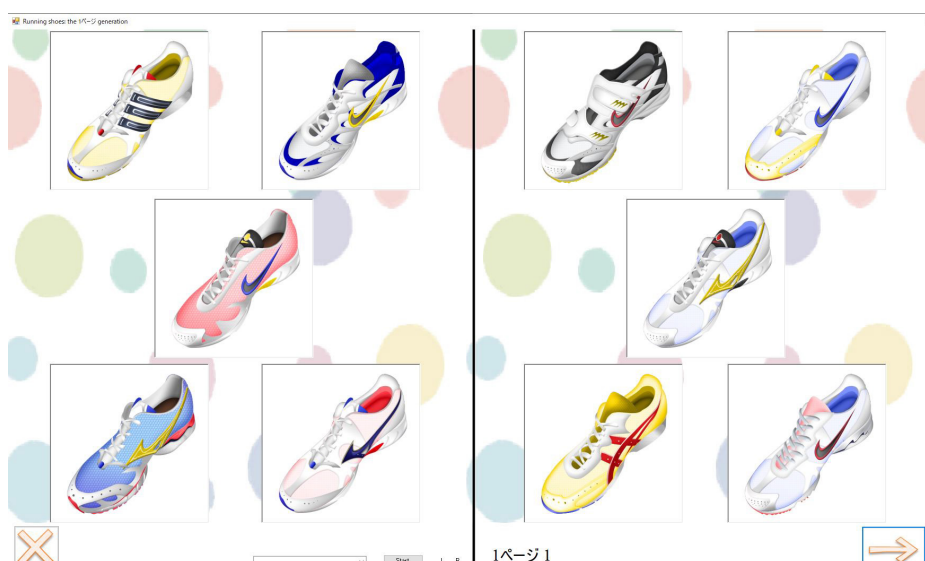 Running shoes: the 1ページ generation
Start
L
R
1ページ 1